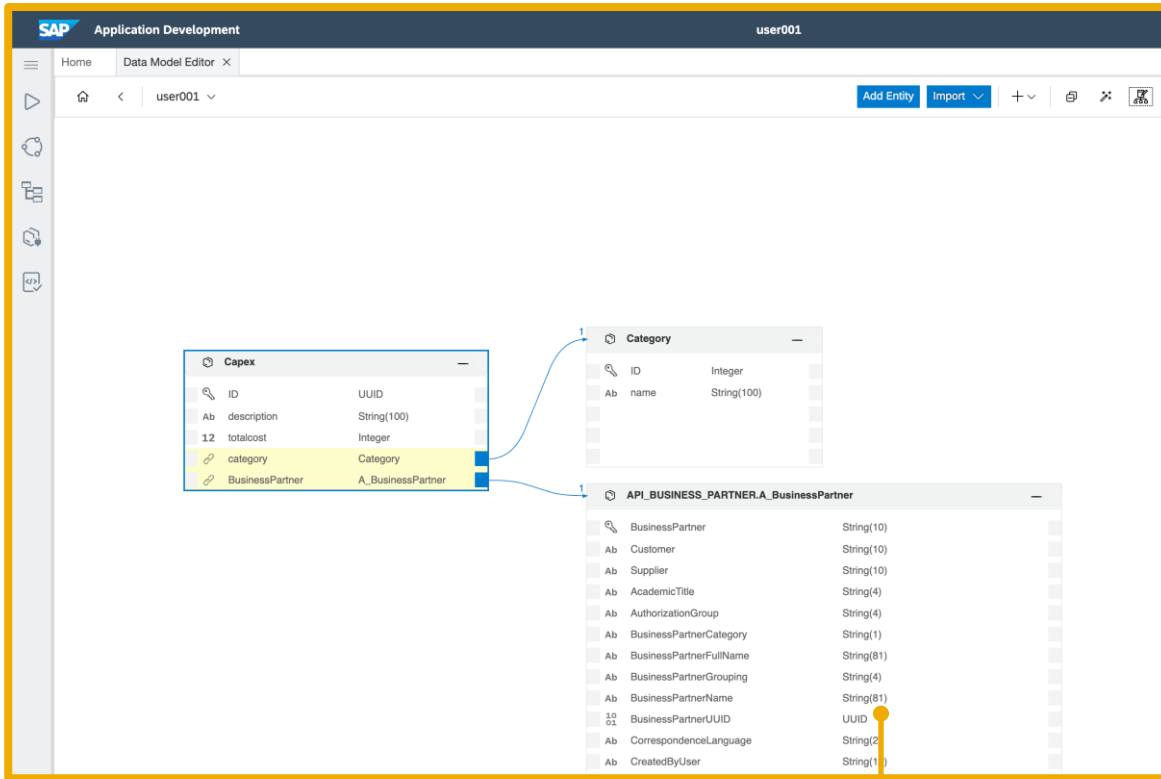 SAP Application Development user001
Home Data Model Editor ×
user001
Add Entity Import
Capex
ID UUID
Ab description String(100)
12 totalcost Integer
category Category
BusinessPartner A_BusinessPartner
1
Category
ID Integer
Ab name String(100)
1
API_BUSINESS_PARTNER.A_BusinessPartner
BusinessPartner String(10)
Ab Customer String(10)
Ab Supplier String(10)
Ab AcademicTitle String(4)
Ab AuthorizationGroup String(4)
Ab BusinessPartnerCategory String(1)
Ab BusinessPartnerFullName String(81)
Ab BusinessPartnerGrouping String(4)
Ab BusinessPartnerName String(81)
10
01 BusinessPartnerUUID UUID
Ab CorrespondenceLanguage
Ab CreatedByUser